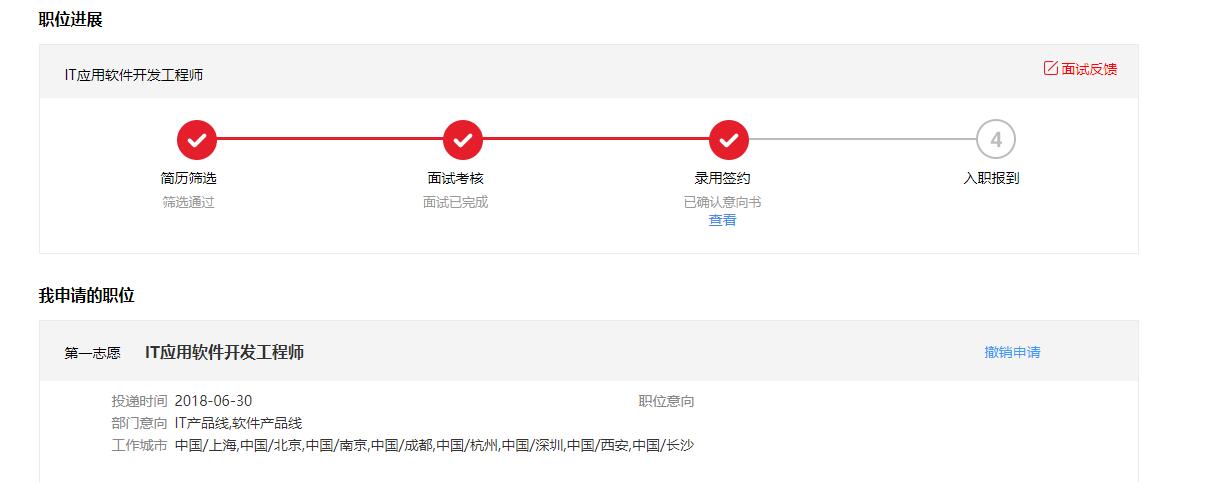 职位进展
IT应用软件开发工程师
面试反馈
4
简历筛选
面试考核
录用签约
入职报到
筛选通过
面试已完成
已确认意向书
查看
我申请的职位
第一志愿 IT应用软件开发工程师 撤销申请
投递时间 2018-06-30 职位意向
部门意向 IT产品线,软件产品线
工作城市 中国/上海,中国/北京,中国/南京,中国/成都,中国/杭州,中国/深圳,中国/西安,中国/长沙